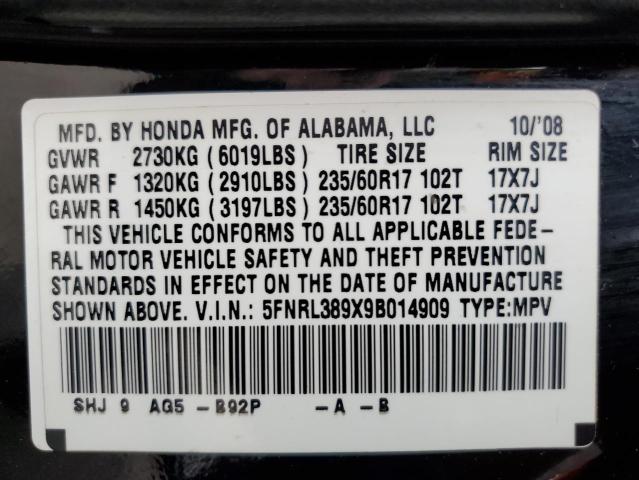 MFD. BY HONDA MFG. OF ALABAMA, LLC 10/'08
GVWR 2730KG (6019LBS) TIRE SIZE RIM SIZE
GAWR F 1320KG (2910LBS) 235/60R17 102T 17X7J
GAWR R 1450KG (3197LBS) 235/60R17 102T 17X7J
THIS VEHICLE CONFORMS TO ALL APPLICABLE FEDE-
RAL MOTOR VEHICLE SAFETY AND THEFT PREVENTION
STANDARDS IN EFFECT ON THE DATE OF MANUFACTURE
SHOWN ABOVE. V.I.N.: 5FNRL389X9B014909 TYPE:MPV
SHJ 9 AG5 -B92P -A -B